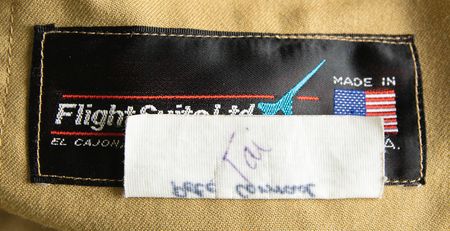 MADE IN
Flight Suits Ltd
EL CAJON, A.
Tai